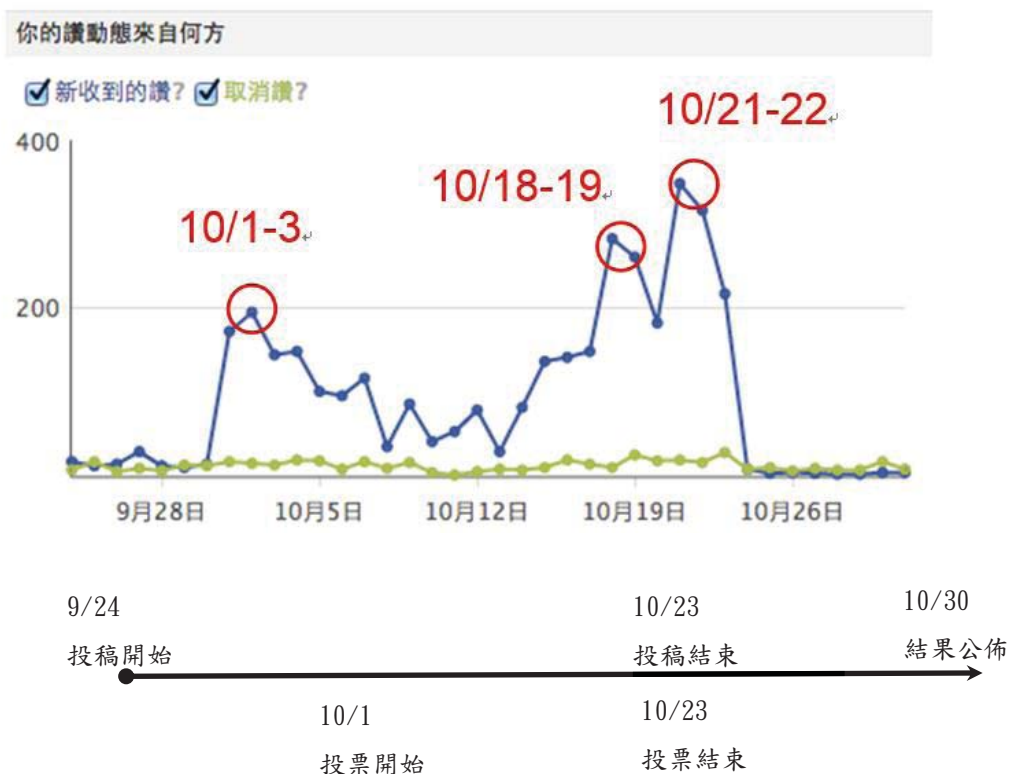 你的讚動態來自何方
新收到的讚? 取消讚?
400
10/21-22
10/18-19
10/1-3
200
9月28日 10月5日 10月12日 10月19日 10月26日
9/24 10/23 10/30
投稿開始 投稿結束 結果公佈
10/1 10/23
投票開始 投票結束